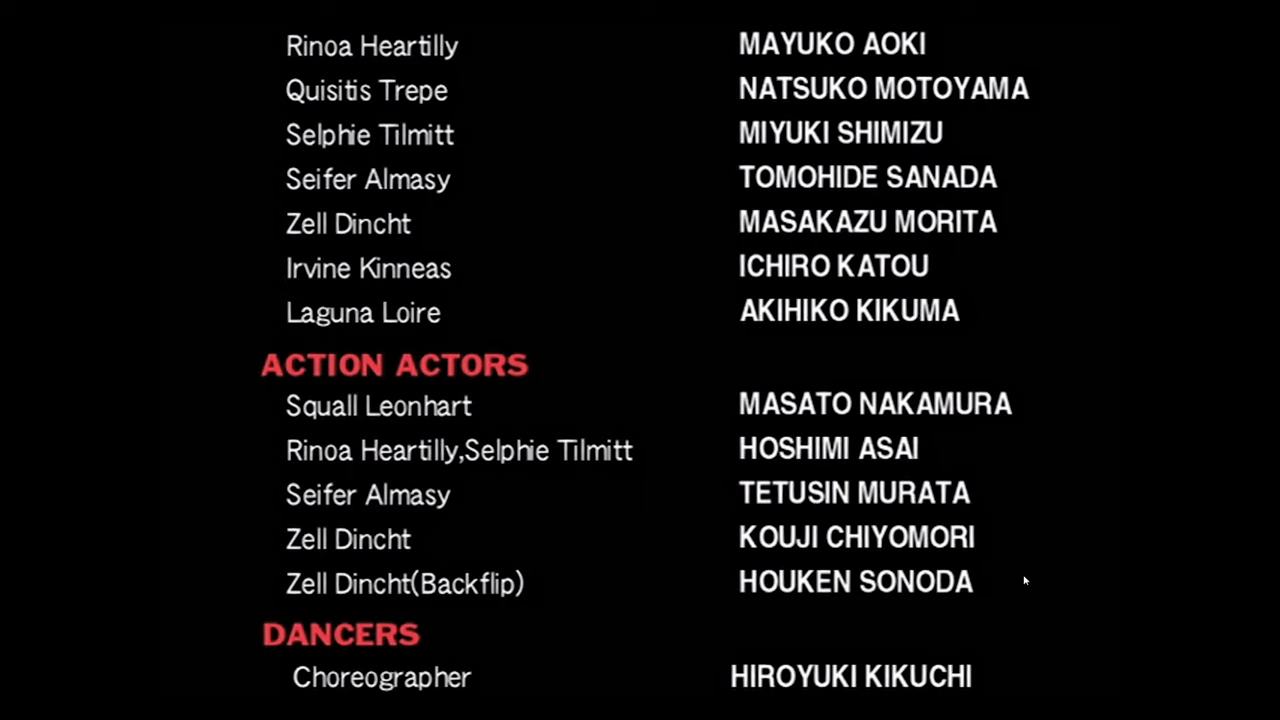 Rinoa Heartilly MAYUKO AOKI
Quisitis Trepe NATSUKO MOTOYAMA
Selphie Tilmitt MIYUKI SHIMIZU
Seifer Almasy TOMOHIDE SANADA
Zell Dincht MASAKAZU MORITA
Irvine Kinneas ICHIRO KATOU
Laguna Loire AKIHIKO KIKUMA
ACTION ACTORS
Squall Leonhart MASATO NAKAMURA
Rinoa Heartilly,Selphie Tilmitt HOSHIMI ASAI
Seifer Almasy TETUSIN MURATA
Zell Dincht KOUJI CHIYOMORI
Zell Dincht(Backflip) HOUKEN SONODA
DANCERS
Choreographer HIROYUKI KIKUCHI